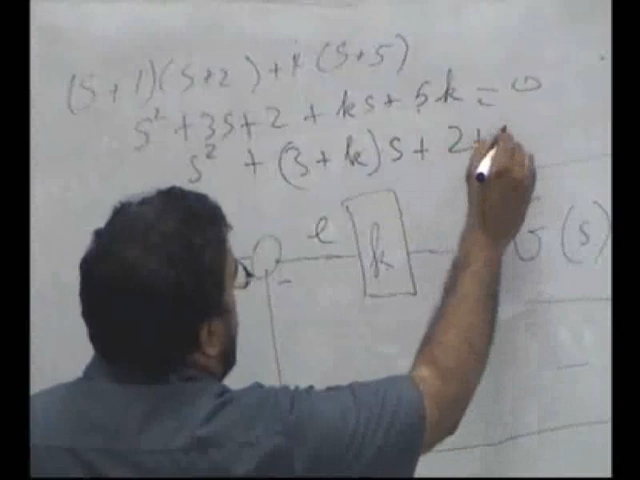 (s+1)(s+2)+k(s+5)
s²+3s+2+ks+5k=0
s²+(3+k)s+2+
e
k
-
G(s)